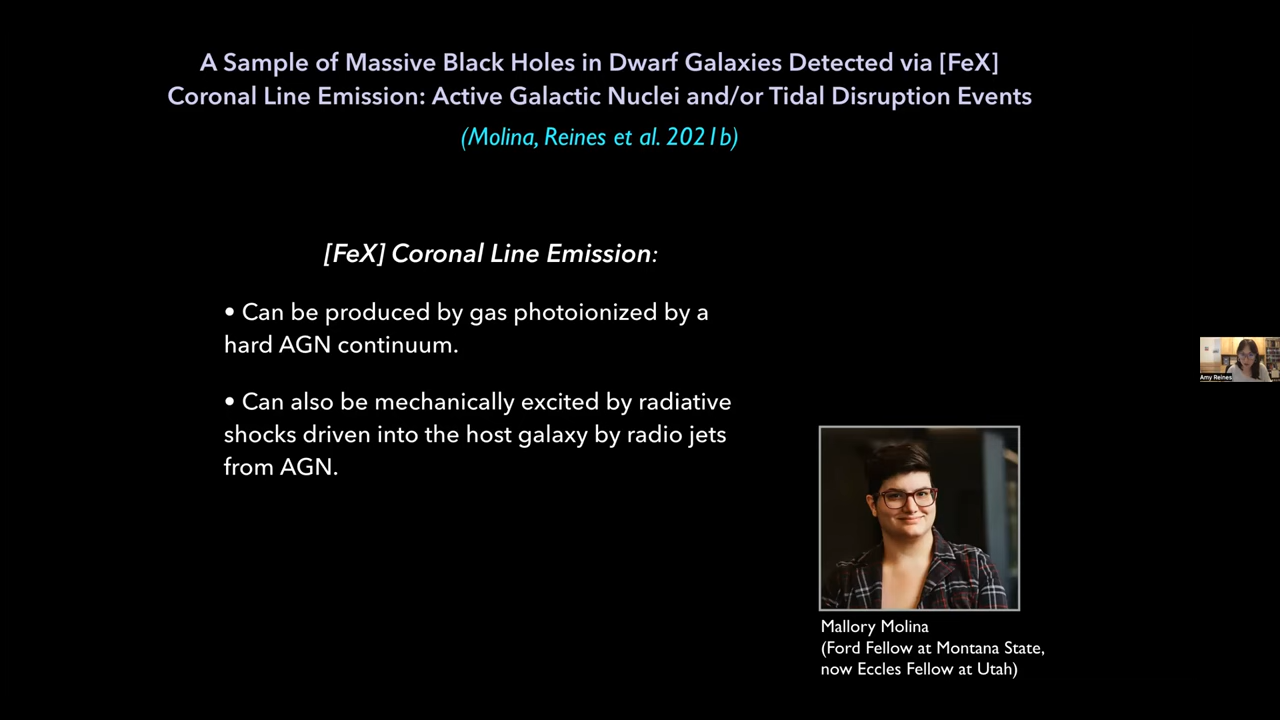 A Sample of Massive Black Holes in Dwarf Galaxies Detected via [FeX]
Coronal Line Emission: Active Galactic Nuclei and/or Tidal Disruption Events
(Molina, Reines et al. 2021b)
[FeX] Coronal Line Emission:
• Can be produced by gas photoionized by a
hard AGN continuum.
• Can also be mechanically excited by radiative
shocks driven into the host galaxy by radio jets
from AGN.
Amy Reines
Mallory Molina
(Ford Fellow at Montana State,
now Eccles Fellow at Utah)